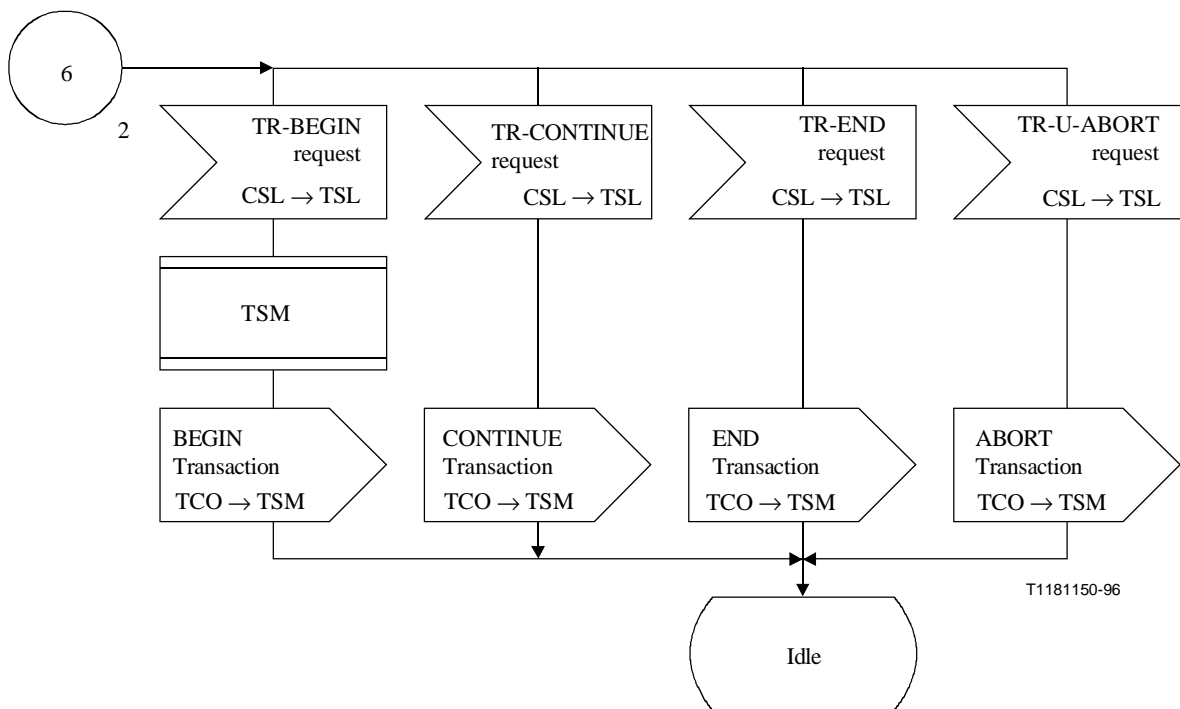 6
2
TR-BEGIN
request
CSL → TSL
TR-CONTINUE
request
CSL → TSL
TR-END
request
CSL → TSL
TR-U-ABORT
request
CSL → TSL
TSM
BEGIN
Transaction
TCO → TSM
CONTINUE
Transaction
TCO → TSM
END
Transaction
TCO → TSM
ABORT
Transaction
TCO → TSM
T1181150-96
Idle